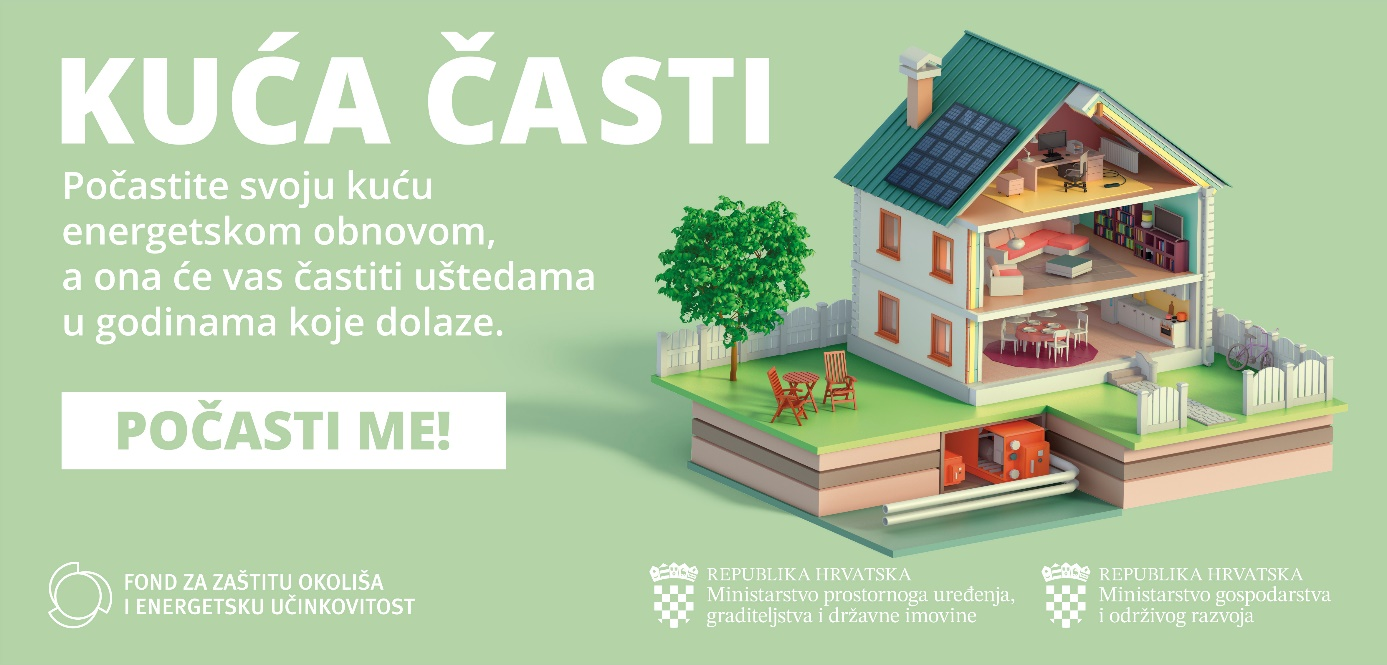 KUĆA ČASTI
Počastite svoju kuću
energetskom obnovom,
a ona će vas častiti uštedama
u godinama koje dolaze.
POČASTI ME!
FOND ZA ZAŠTITU OKOLIŠA
I ENERGETSKU UČINKOVITOST
REPUBLIKA HRVATSKA
Ministarstvo prostornoga uređenja,
graditeljstva i državne imovine
REPUBLIKA HRVATSKA
Ministarstvo gospodarstva
i održivog razvoja